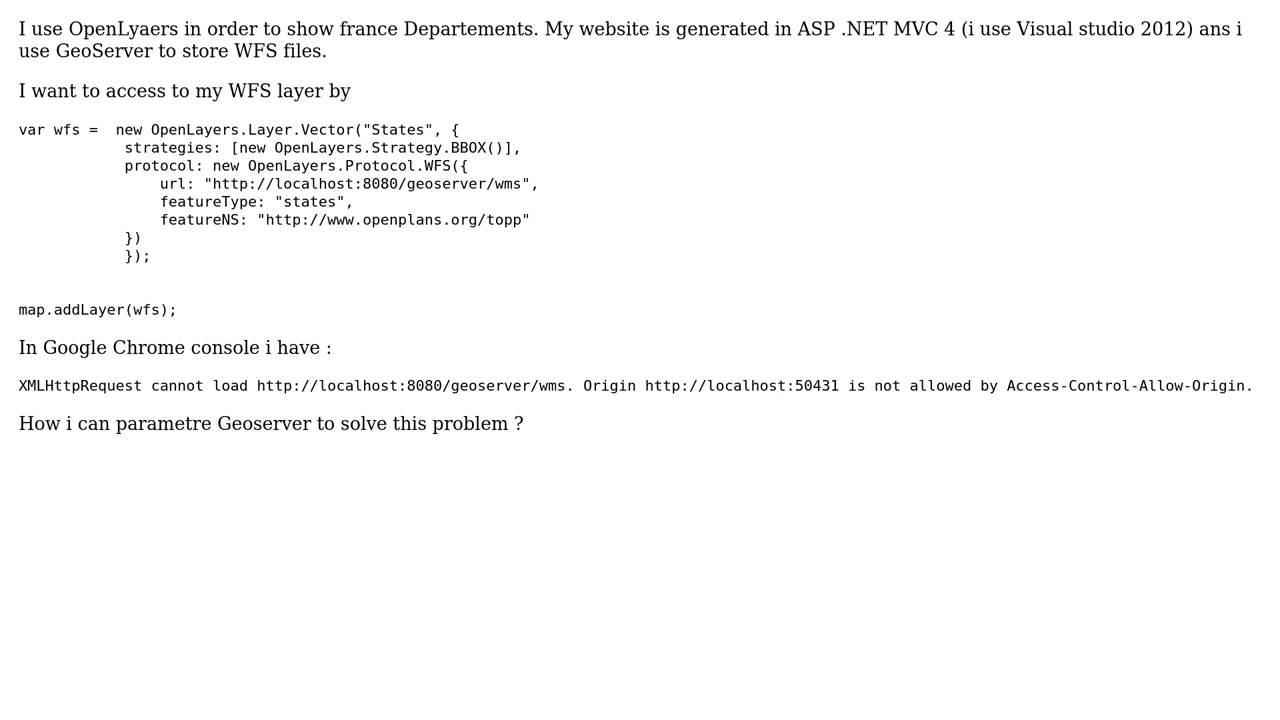 I use OpenLyaers in order to show france Departements. My website is generated in ASP .NET MVC 4 (i use Visual studio 2012) ans i
use GeoServer to store WFS files.
I want to access to my WFS layer by
var wfs =  new OpenLayers.Layer.Vector("States", {
            strategies: [new OpenLayers.Strategy.BBOX()],
            protocol: new OpenLayers.Protocol.WFS({
                url: "http://localhost:8080/geoserver/wms",
                featureType: "states",
                featureNS: "http://www.openplans.org/topp"
            })
            });
map.addLayer(wfs);
In Google Chrome console i have :
XMLHttpRequest cannot load http://localhost:8080/geoserver/wms. Origin http://localhost:50431 is not allowed by Access-Control-Allow-Origin.
How i can parametre Geoserver to solve this problem ?